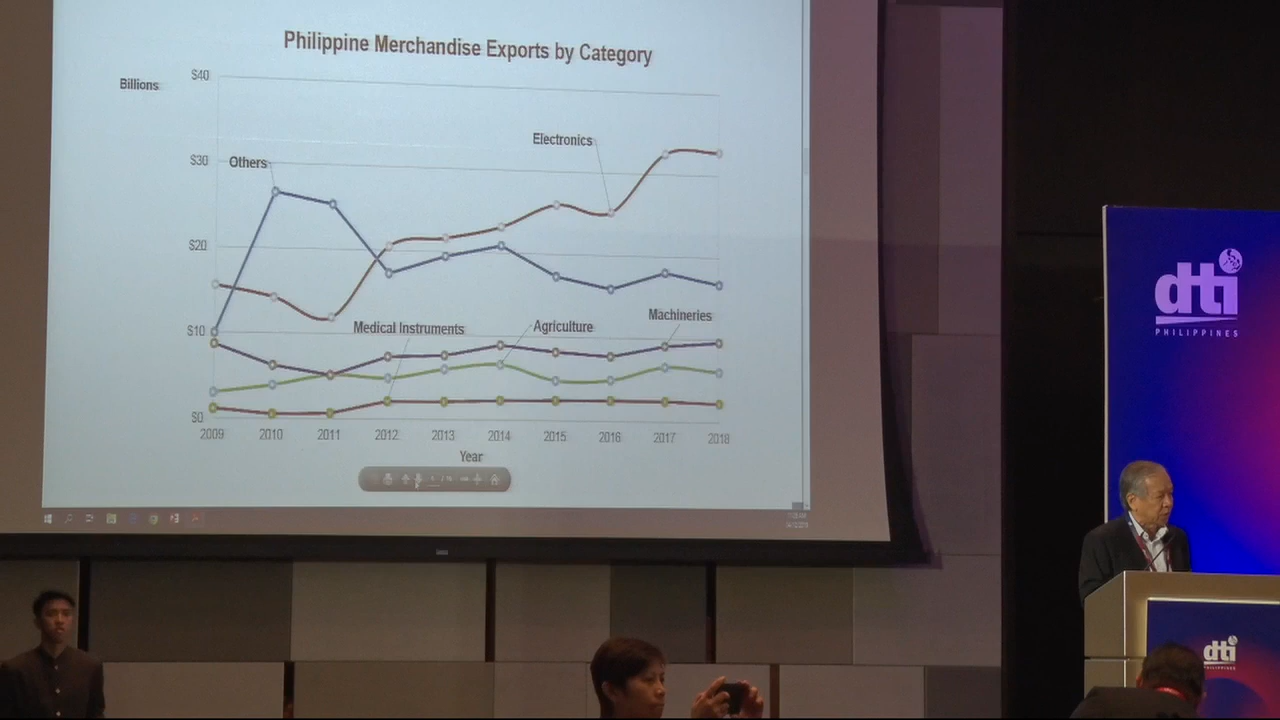 Philippine Merchandise Exports by Category
Billions
$40
$30
$20
$10
$0
Others
Electronics
Medical Instruments
Agriculture
Machineries
2009 2010 2011 2012 2013 2014 2015 2016 2017 2018
Year
dti
PHILIPPINES
dti
PHILIPPINES